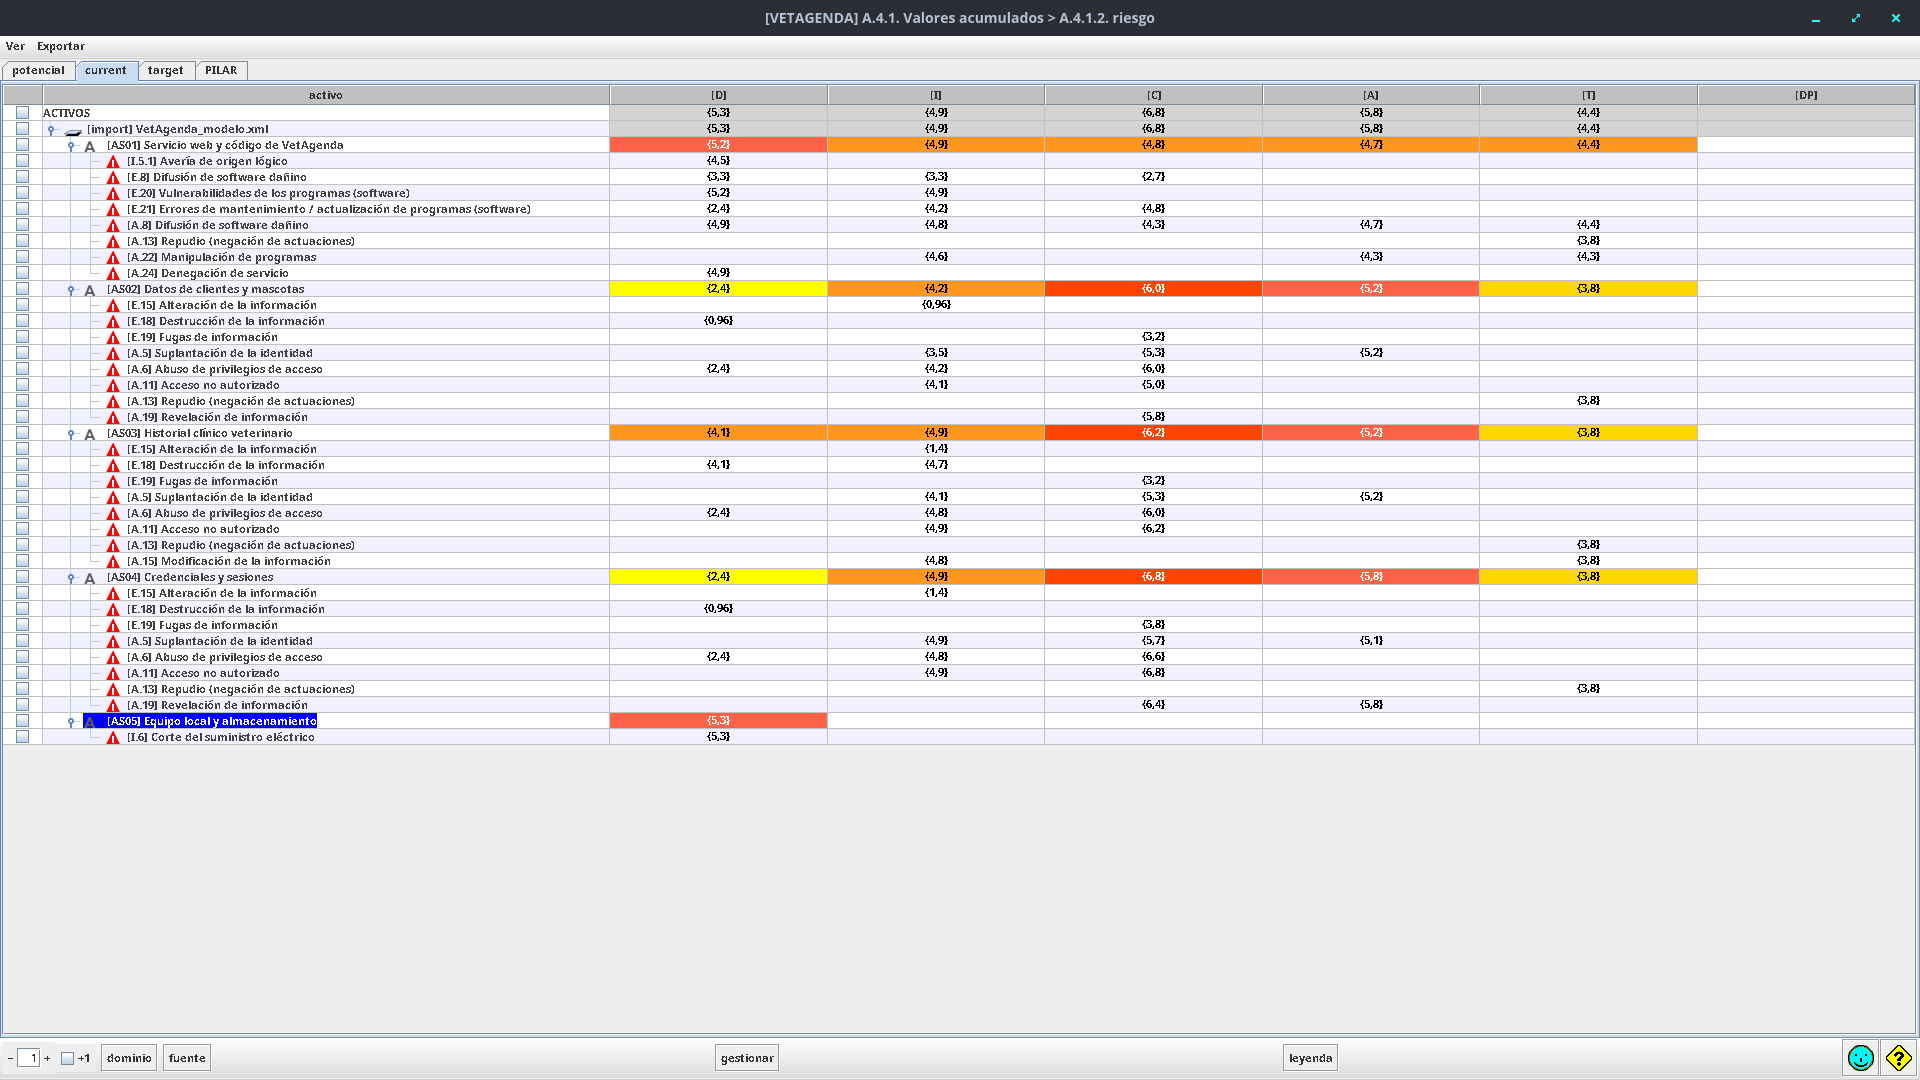 [VETAGENDA] A.4.1. Valores acumulados > A.4.1.2. riesgo
Ver Exportar
potencial current target PILAR
activo [D] [I] [C] [A] [T] [DP]
ACTIVOS {5,3} {4,9} {6,8} {5,8} {4,4}
[import] VetAgenda_modelo.xml {5,3} {4,9} {6,8} {5,8} {4,4}
A [AS01] Servicio web y código de VetAgenda {5,2} {4,9} {4,8} {4,7} {4,4}
[I.5.1] Avería de origen lógico {4,5}
[E.8] Difusión de software dañino {3,3} {3,3} {2,7}
[E.20] Vulnerabilidades de los programas (software) {5,2} {4,9}
[E.21] Errores de mantenimiento / actualización de programas (software) {2,4} {4,2} {4,8}
[A.8] Difusión de software dañino {4,9} {4,8} {4,3} {4,7} {4,4}
[A.13] Repudio (negación de actuaciones) {3,8}
[A.22] Manipulación de programas {4,6} {4,3} {4,3}
[A.24] Denegación de servicio {4,9}
A [AS02] Datos de clientes y mascotas {2,4} {4,2} {6,0} {5,2} {3,8}
[E.15] Alteración de la información {0,96}
[E.18] Destrucción de la información {0,96}
[E.19] Fugas de información {3,2}
[A.5] Suplantación de la identidad {3,5} {5,3} {5,2}
[A.6] Abuso de privilegios de acceso {2,4} {4,2} {6,0}
[A.11] Acceso no autorizado {4,1} {5,0}
[A.13] Repudio (negación de actuaciones) {3,8}
[A.19] Revelación de información {5,8}
A [AS03] Historial clínico veterinario {4,1} {4,9} {6,2} {5,2} {3,8}
[E.15] Alteración de la información {1,4}
[E.18] Destrucción de la información {4,1} {4,7}
[E.19] Fugas de información {3,2}
[A.5] Suplantación de la identidad {4,1} {5,3} {5,2}
[A.6] Abuso de privilegios de acceso {2,4} {4,8} {6,0}
[A.11] Acceso no autorizado {4,9} {6,2}
[A.13] Repudio (negación de actuaciones) {3,8}
[A.15] Modificación de la información {4,8} {3,8}
A [AS04] Credenciales y sesiones {2,4} {4,9} {6,8} {5,8} {3,8}
[E.15] Alteración de la información {1,4}
[E.18] Destrucción de la información {0,96}
[E.19] Fugas de información {3,8}
[A.5] Suplantación de la identidad {4,9} {5,7} {5,1}
[A.6] Abuso de privilegios de acceso {2,4} {4,8} {6,6}
[A.11] Acceso no autorizado {4,9} {6,8}
[A.13] Repudio (negación de actuaciones) {3,8}
[A.19] Revelación de información {6,4} {5,8}
A [AS05] Equipo local y almacenamiento {5,3}
[I.6] Corte del suministro eléctrico {5,3}
- 1 + +1 dominio fuente gestionar leyenda ?